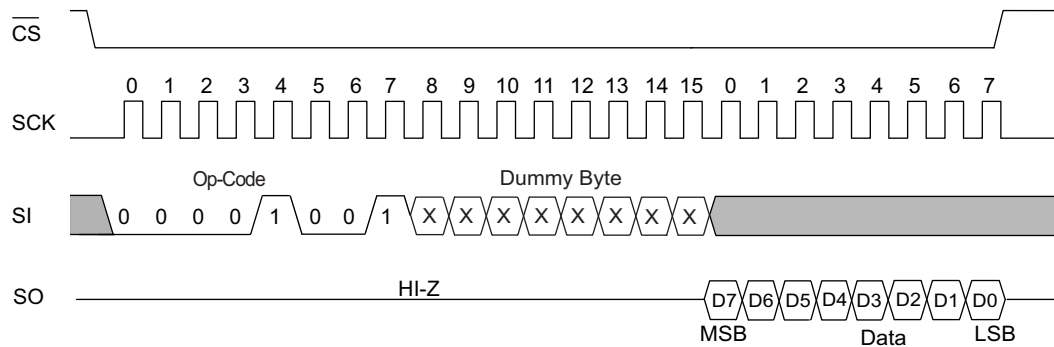 CS
0 1 2 3 4 5 6 7 8 9 10 11 12 13 14 15 0 1 2 3 4 5 6 7
SCK
Op-Code Dummy Byte
SI 0 0 0 0 1 0 0 1 X X X X X X X X
HI-Z
SO D7 D6 D5 D4 D3 D2 D1 D0
MSB Data LSB